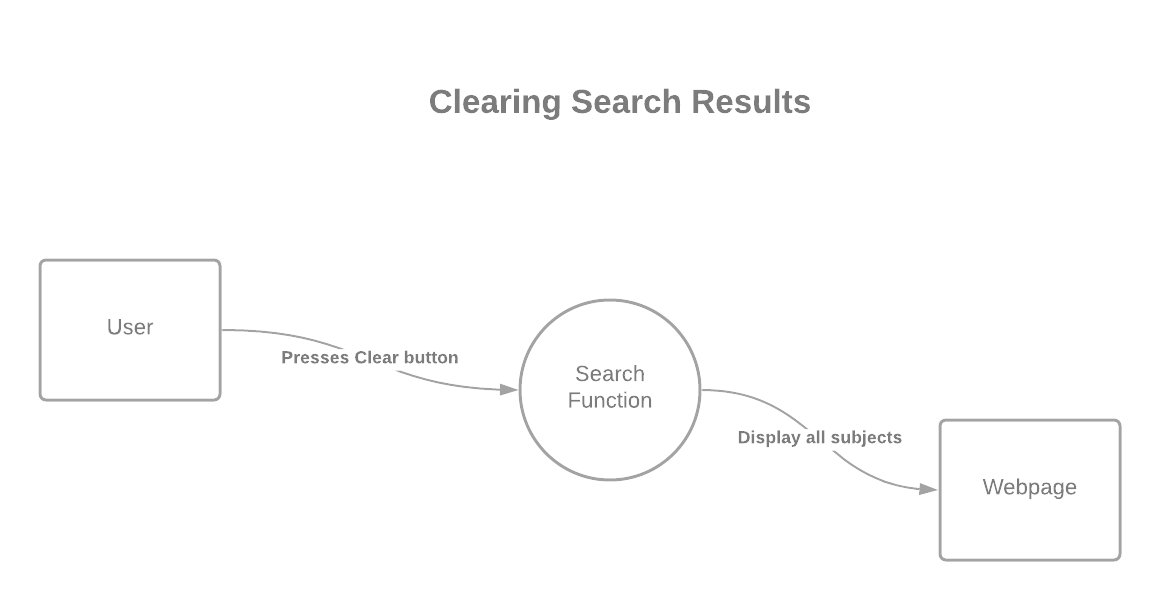 Clearing Search Results
User
Presses Clear button
Search
Function
Display all subjects
Webpage